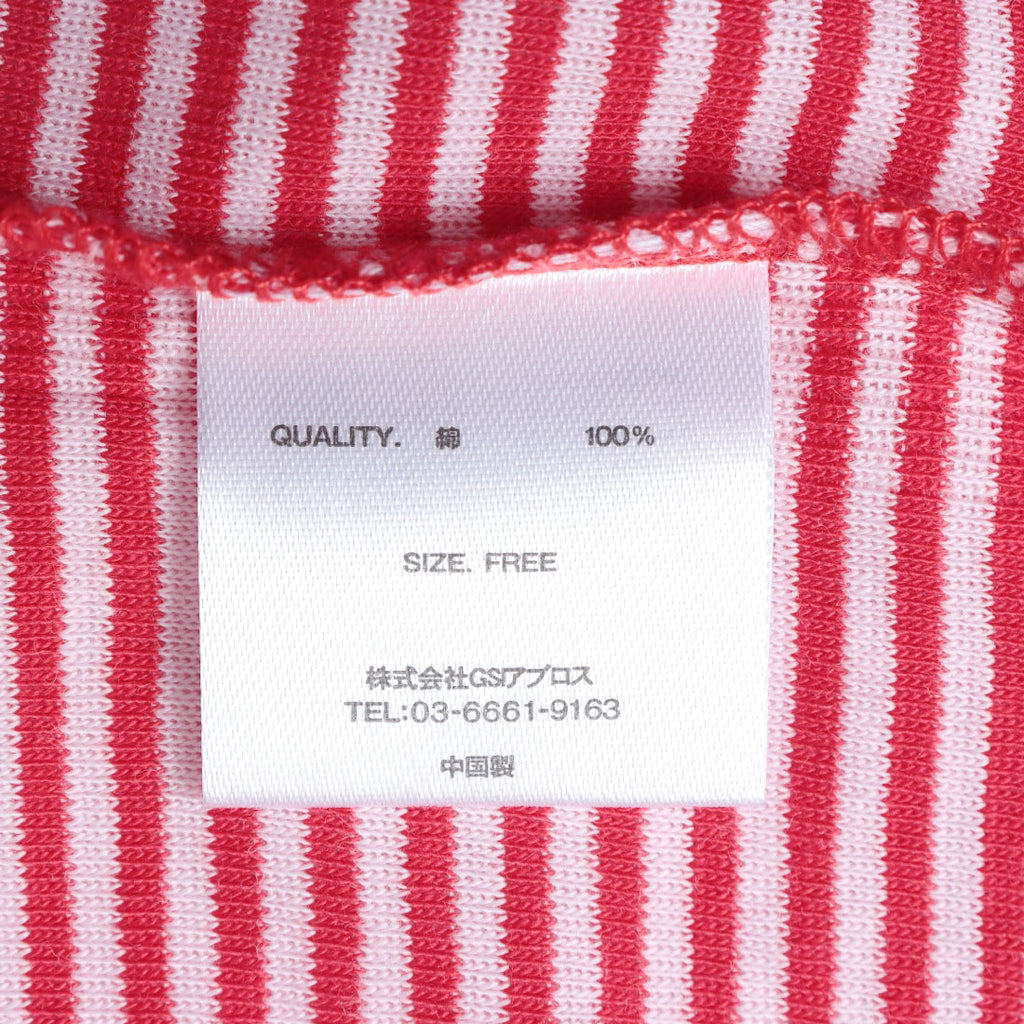 QUALITY. 綿 100%
SIZE. FREE
株式会社GSIアプロス
TEL:03-6661-9163
中国製